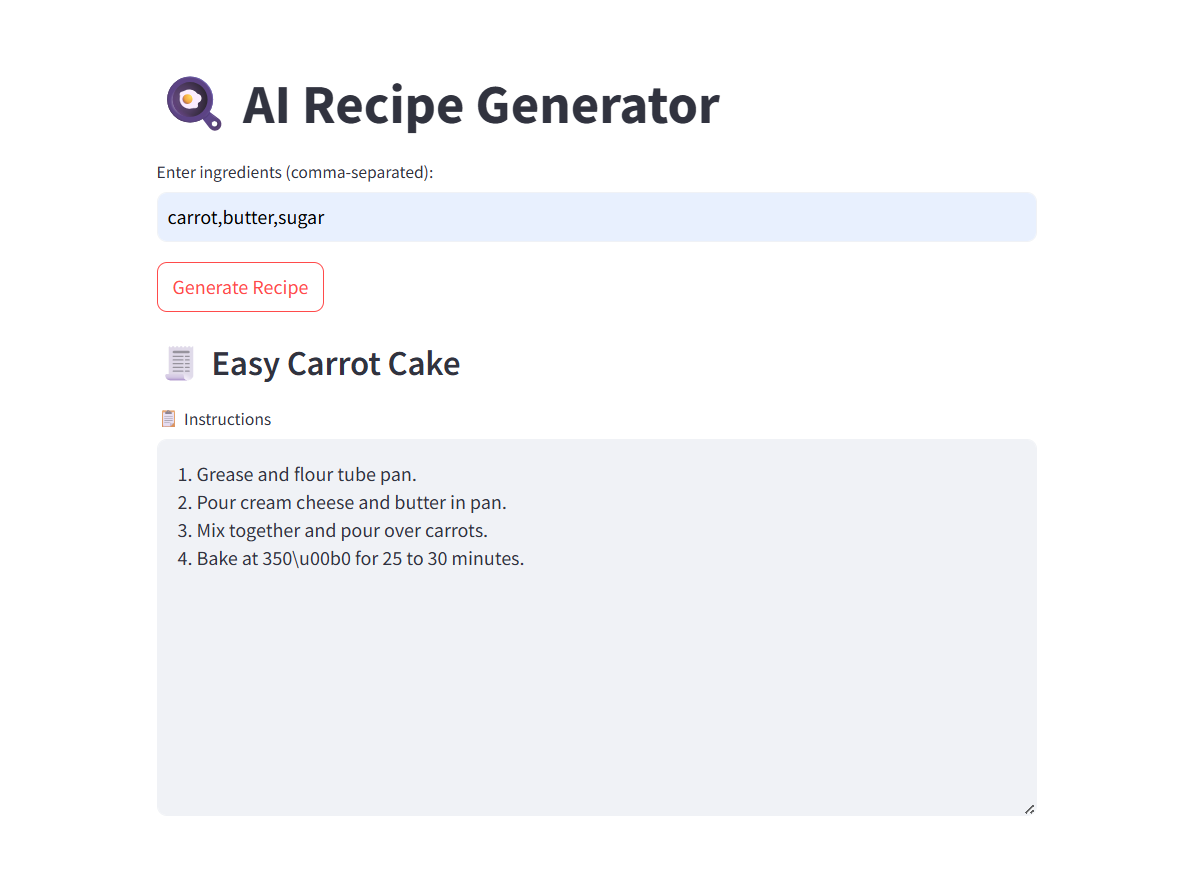 AI Recipe Generator
Enter ingredients (comma-separated):
carrot,butter,sugar
Generate Recipe
Easy Carrot Cake
Instructions
1. Grease and flour tube pan.
2. Pour cream cheese and butter in pan.
3. Mix together and pour over carrots.
4. Bake at 350\u00b0 for 25 to 30 minutes.